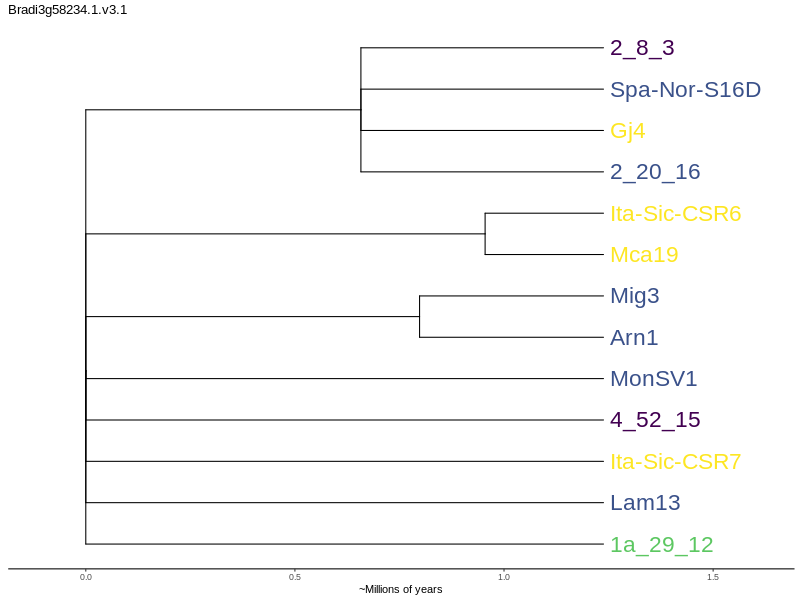 Bradi3g58234.1.v3.1
2_8_3
Spa-Nor-S16D
Gj4
2_20_16
Ita-Sic-CSR6
Mca19
Mig3
Arn1
MonSV1
4_52_15
Ita-Sic-CSR7
Lam13
1a_29_12
0.0 0.5 1.0 1.5
~Millions of years